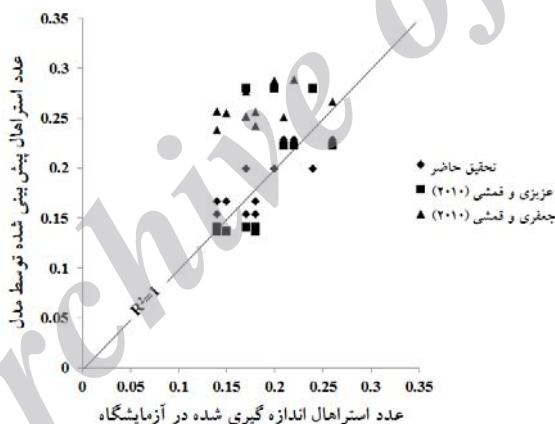 عدد استراهال پیش بینی شده توسط مدل
0.35
0.3
0.25
0.2
0.15
0.1
0.05
0
0 0.05 0.1 0.15 0.2 0.25 0.3 0.35
R²=1
تحقیق حاضر
عزیزی و قمشی (۲۰۱۰)
جعفری و قمشی (۲۰۱۰)
عدد استراهال اندازه گیری شده در آزمایشگاه
rchive of